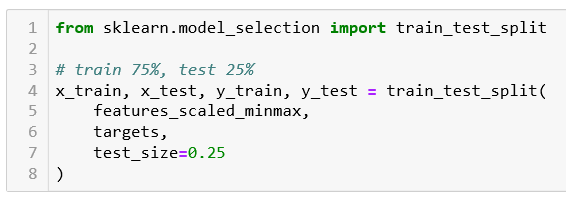 1 from sklearn.model_selection import train_test_split
2
3 # train 75%, test 25%
4 x_train, x_test, y_train, y_test = train_test_split(
5     features_scaled_minmax,
6     targets,
7     test_size=0.25
8 )